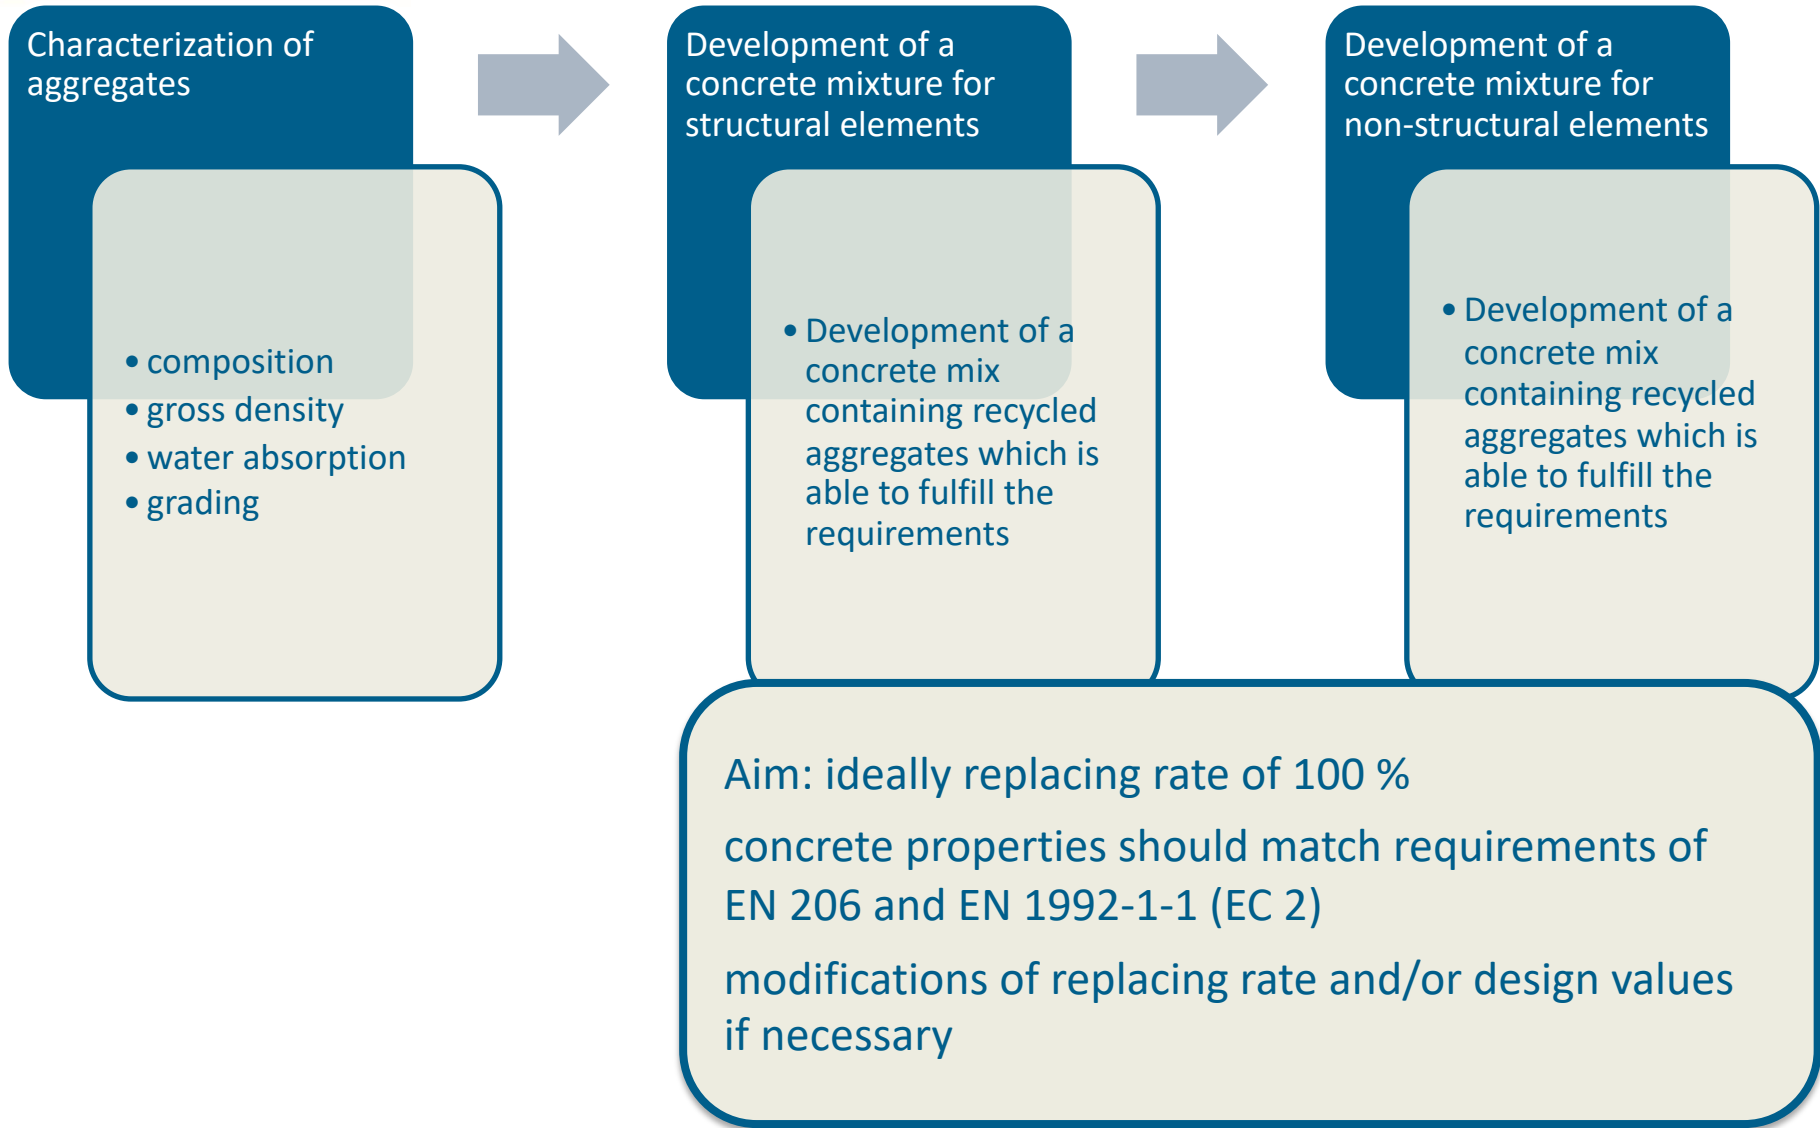 Characterization of
aggregates
• composition
• gross density
• water absorption
• grading
Development of a
concrete mixture for
structural elements
• Development of a
concrete mix
containing recycled
aggregates which is
able to fulfill the
requirements
Development of a
concrete mixture for
non-structural elements
• Development of a
concrete mix
containing recycled
aggregates which is
able to fulfill the
requirements
Aim: ideally replacing rate of 100 %
concrete properties should match requirements of
EN 206 and EN 1992-1-1 (EC 2)
modifications of replacing rate and/or design values
if necessary